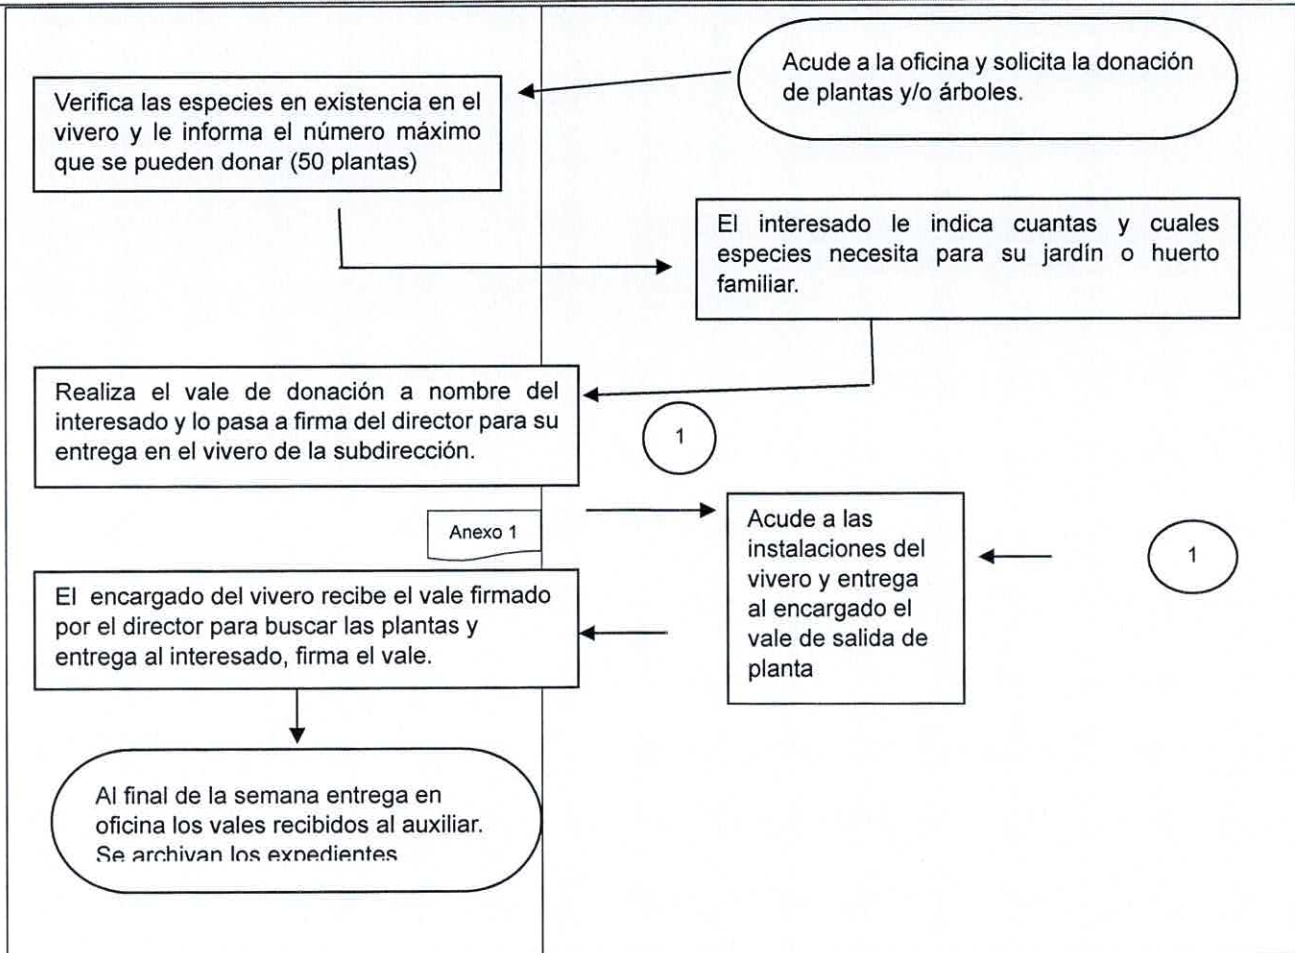 Acude a la oficina y solicita la donación
de plantas y/o árboles.
Verifica las especies en existencia en el
vivero y le informa el número máximo
que se pueden donar (50 plantas)
El interesado le indica cuantas y cuales
especies necesita para su jardín o huerto
familiar.
Realiza el vale de donación a nombre del
interesado y lo pasa a firma del director para su
entrega en el vivero de la subdirección.
1
Anexo 1
Acude a las
instalaciones del
vivero y entrega
al encargado el
vale de salida de
planta
1
El encargado del vivero recibe el vale firmado
por el director para buscar las plantas y
entrega al interesado, firma el vale.
Al final de la semana entrega en
oficina los vales recibidos al auxiliar.
Se archivan los expedientes